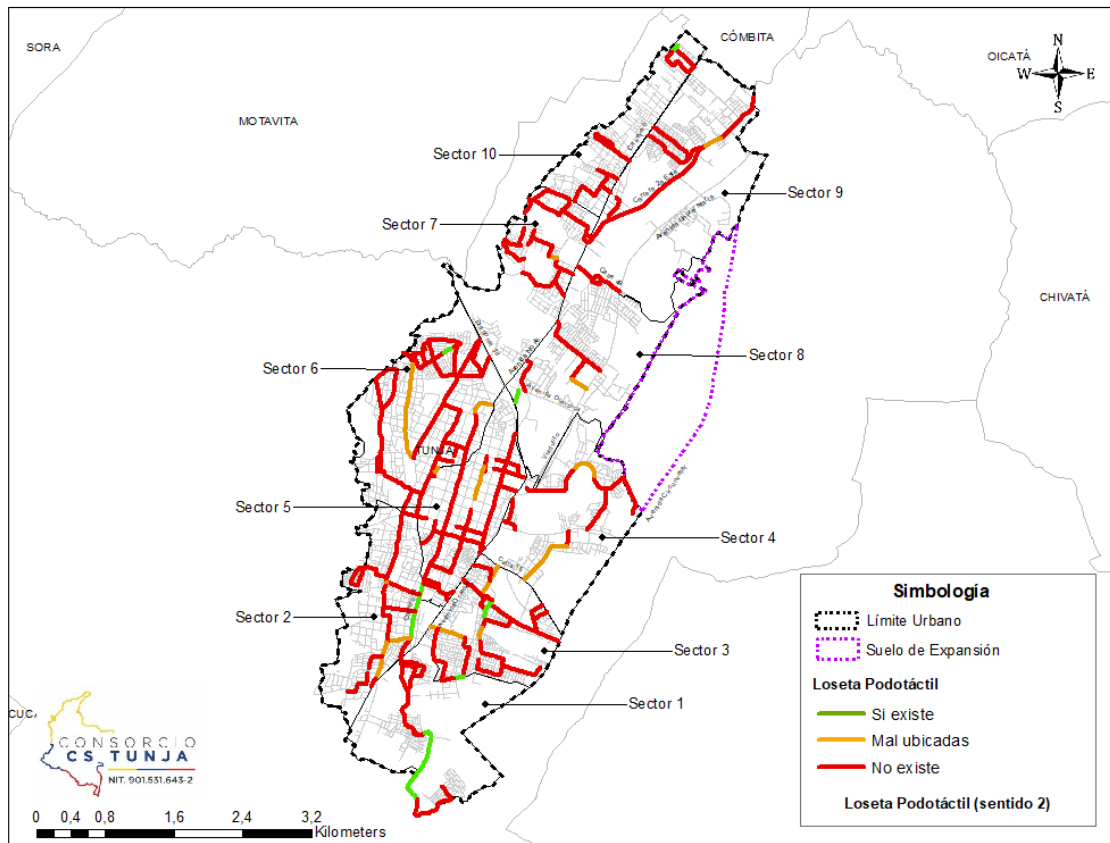 SORA
CÓMBITA
OICATÁ
N
W E
S
MOTAVITA
Sector 10
Sector 9
Sector 7
CHIVATÁ
Sector 8
Sector 6
TUNJA
Sector 5
Sector 4
Sector 2
Sector 3
Sector 1
CUCA
CONSORCIO
CS TUNJA
NIT. 901.531.643-2
0 0,4 0,8 1,6 2,4 3,2
Kilometers
Simbología
Límite Urbano
Suelo de Expansión
Loseta Podotáctil
Si existe
Mal ubicadas
No existe
Loseta Podotáctil (sentido 2)